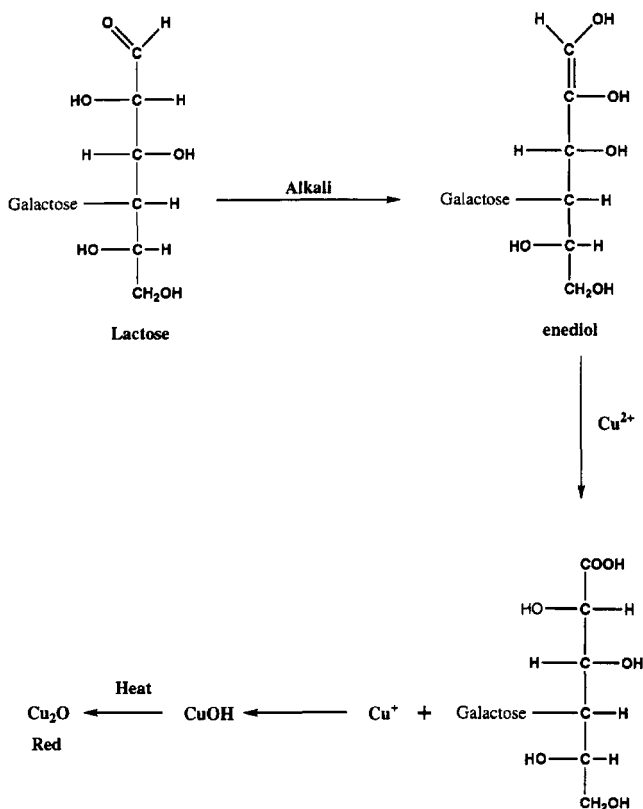 O H
C
HO C H
H C OH
Galactose C H
HO C H
CH₂OH
Lactose
Alkali
H OH
C
C OH
H C OH
Galactose C H
HO C H
CH₂OH
enediol
Cu²⁺
COOH
HO C H
H C OH
Galactose C H
HO C H
CH₂OH
+
Cu⁺
CuOH
Heat
Cu₂O
Red